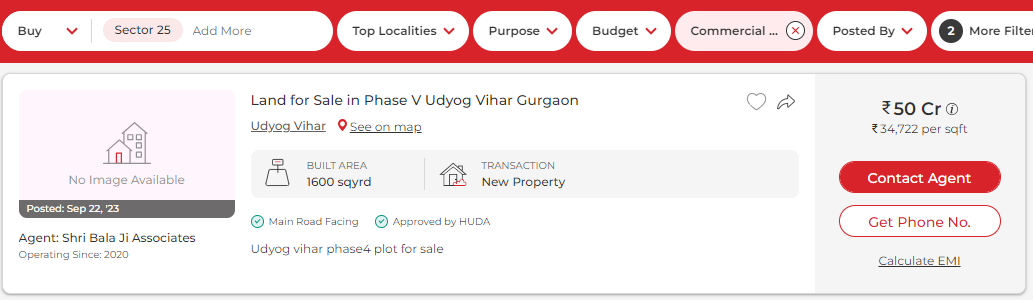 Buy
Sector 25
Add More
Top Localities
Purpose
Budget
Commercial ...
Posted By
2
More Filte
No Image Available
Posted: Sep 22, '23
Agent: Shri Bala Ji Associates
Operating Since: 2020
Land for Sale in Phase V Udyog Vihar Gurgaon
Udyog Vihar
See on map
BUILT AREA
1600 sqyrd
TRANSACTION
New Property
Main Road Facing
Approved by HUDA
Udyog vihar phase4 plot for sale
₹50 Cr
₹34,722 per sqft
Contact Agent
Get Phone No.
Calculate EMI